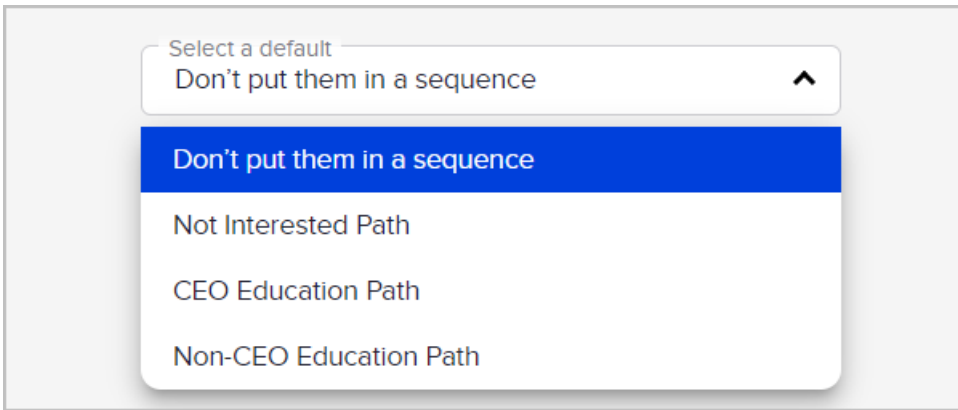 Select a default
Don’t put them in a sequence
Don’t put them in a sequence
Not Interested Path
CEO Education Path
Non-CEO Education Path